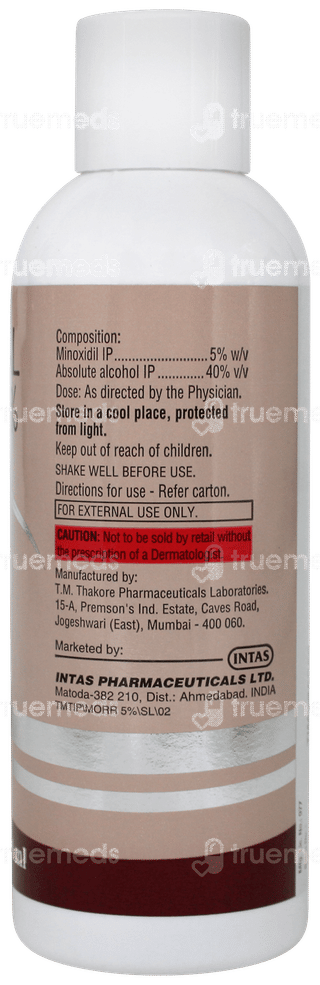 truemeds
Composition:
Minoxidil IP..................................5% w/v
Absolute alcohol IP .............40% v/v
Dose: As directed by the Physician.
Store in a cool place, protected
from light.
Keep out of reach of children.
SHAKE WELL BEFORE USE.
Directions for use - Refer carton.
FOR EXTERNAL USE ONLY.
CAUTION: Not to be sold by retail without
the prescription of a Dermatologist.
Manufactured by:
T.M. Thakore Pharmaceuticals Laboratories.
15-A, Premson's Ind. Estate, Caves Road,
Jogeshwari (East), Mumbai - 400 060.
Marketed by:
INTAS
INTAS PHARMACEUTICALS LTD.
Matoda-382 210, Dist.: Ahmedabad. INDIA
TMTIP\MORR 5%\SL\02